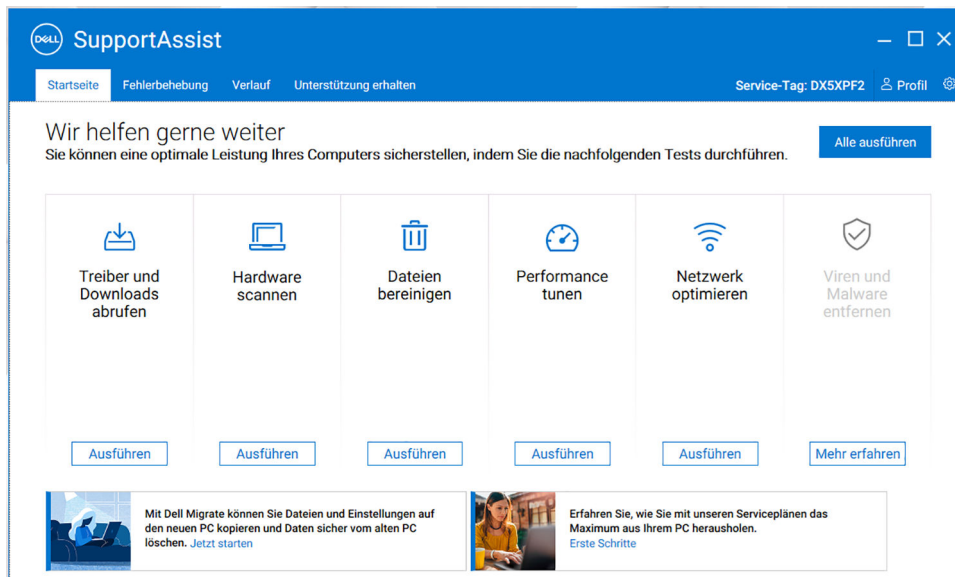 DELL SupportAssist
Startseite Fehlerbehebung Verlauf Unterstützung erhalten Service-Tag: DX5XPF2 Profil
Wir helfen gerne weiter
Sie können eine optimale Leistung Ihres Computers sicherstellen, indem Sie die nachfolgenden Tests durchführen.
Alle ausführen
Treiber und
Downloads
abrufen
Ausführen
Hardware
scannen
Ausführen
Dateien
bereinigen
Ausführen
Performance
tunen
Ausführen
Netzwerk
optimieren
Ausführen
Viren und
Malware
entfernen
Mehr erfahren
Mit Dell Migrate können Sie Dateien und Einstellungen auf
den neuen PC kopieren und Daten sicher vom alten PC
löschen. Jetzt starten
Erfahren Sie, wie Sie mit unseren Serviceplänen das
Maximum aus Ihrem PC herausholen.
Erste Schritte